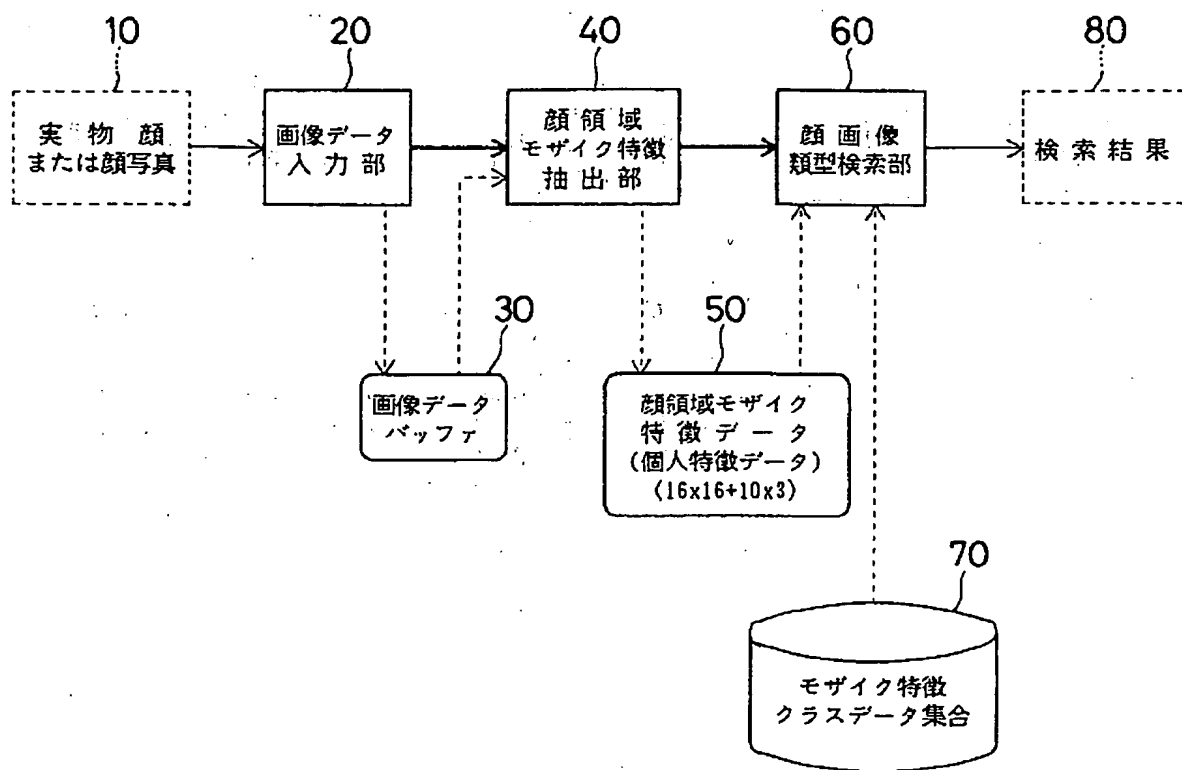 10
20
40
60
80
実物顔
または顔写真
画像データ
入力部
顔領域
モザイク特徴
抽出部
顔画像
類型検索部
検索結果
30
50
画像データ
バッファ
顔領域モザイク
特徴データ
(個人特徴データ)
(16x16+10x3)
70
モザイク特徴
クラスデータ集合